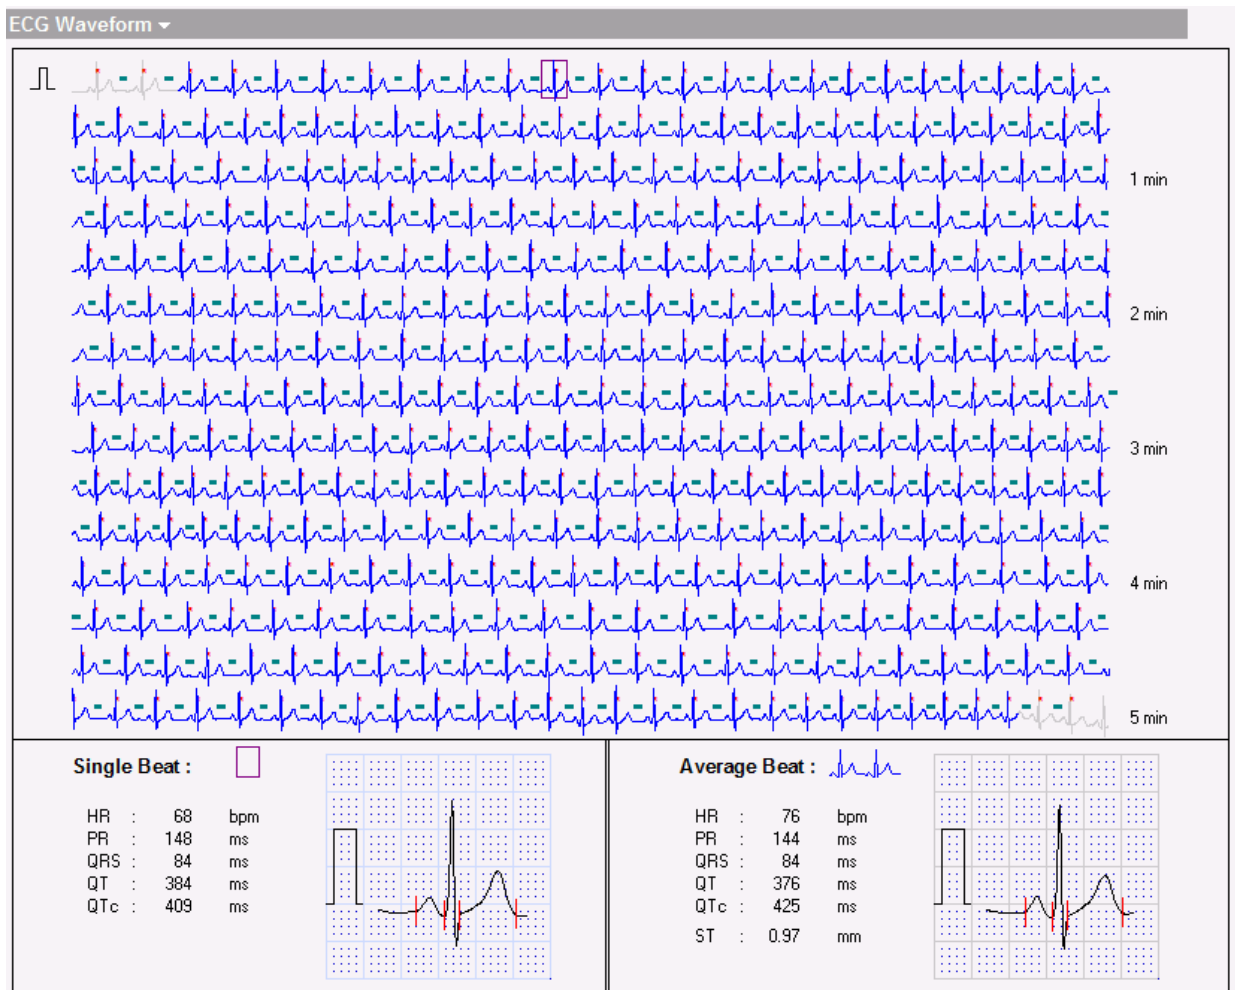 ECG Waveform
1 min
2 min
3 min
4 min
5 min
Single Beat :
HR : 68 bpm
PR : 148 ms
QRS : 84 ms
QT : 384 ms
QTc : 409 ms
Average Beat :
HR : 76 bpm
PR : 144 ms
QRS : 84 ms
QT : 376 ms
QTc : 425 ms
ST : 0.97 mm